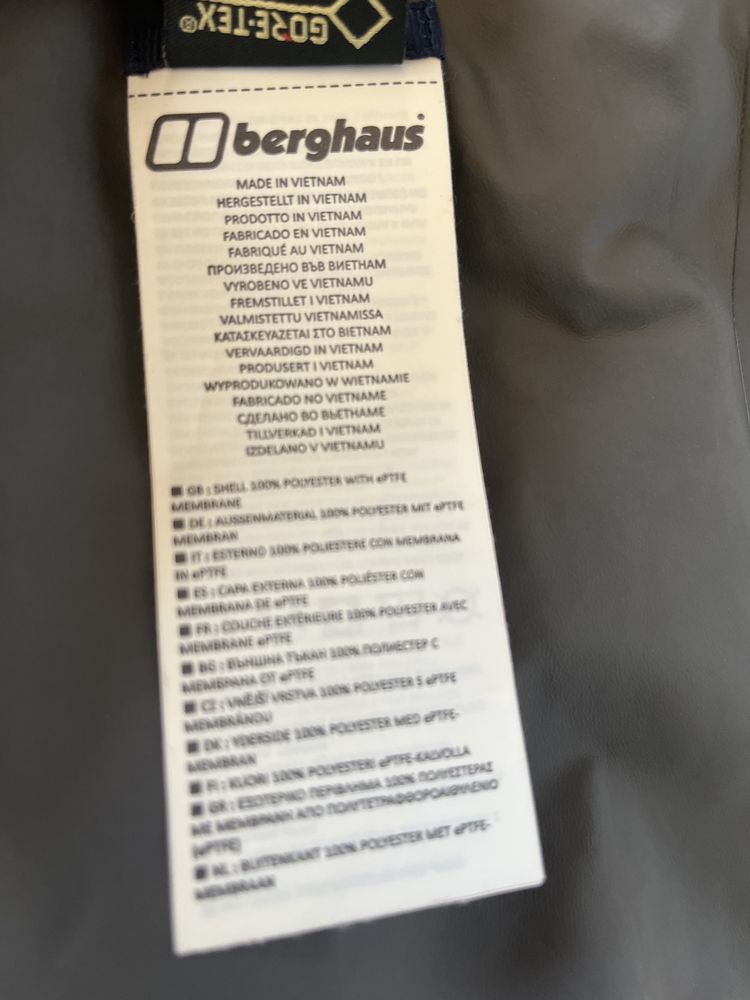 GORE-TEX®
berghaus®
MADE IN VIETNAM
HERGESTELLT IN VIETNAM
PRODOTTO IN VIETNAM
FABRICADO EN VIETNAM
FABRIQUÉ AU VIETNAM
ПРОИЗВЕДЕНО ВЪВ ВИЕТНАМ
VYROBENO VE VIETNAMU
FREMSTILLET I VIETNAM
VALMISTETTU VIETNAMISSA
ΚΑΤΑΣΚΕΥΑΖΕΤΑΙ ΣΤΟ ΒΙΕΤΝΑΜ
VERVAARDIGD IN VIETNAM
PRODUSERT I VIETNAM
WYPRODUKOWANO W WIETNAMIE
FABRICADO NO VIETNAME
СДЕЛАНО ВО ВЬЕТНАМЕ
TILLVERKAD I VIETNAM
IZDELANO V VIETNAMU
■ GB : SHELL 100% POLYESTER WITH ePTFE
MEMBRANE
■ DE : AUSSENMATERIAL 100% POLYESTER MIT ePTFE
MEMBRAN
■ IT : ESTERNO 100% POLIESTERE CON MEMBRANA
IN ePTFE
■ ES : CAPA EXTERNA 100% POLIÉSTER CON
MEMBRANA DE ePTFE
■ FR : COUCHE EXTÉRIEURE 100% POLYESTER AVEC
MEMBRANE ePTFE
■ BG : ВЪНШНА ТЪКАН 100% ПОЛИЕСТЕР С
МЕМБРАНА ОТ ePTFE
■ CZ : VNĚJŠÍ VRSTVA 100% POLYESTER S ePTFE
MEMBRÁNOU
■ DK : YDERSIDE 100% POLYESTER MED ePTFE-
MEMBRAN
■ FI : KUORI 100% POLYESTERI ePTFE-KALVOLLA
■ GR : ΕΞΩΤΕΡΙΚΟ ΠΕΡΙΒΛΗΜΑ 100% ΠΟΛΥΕΣΤΕΡΑΣ
ΜΕ ΜΕΜΒΡΑΝΗ ΑΠΟ ΠΟΛΥΤΕΤΡΑΦΘΟΡΟΑΙΘΥΛΕΝΙΟ
(ePTFE)
■ NL : BUITENKANT 100% POLYESTER MET ePTFE-
MEMBRAAN